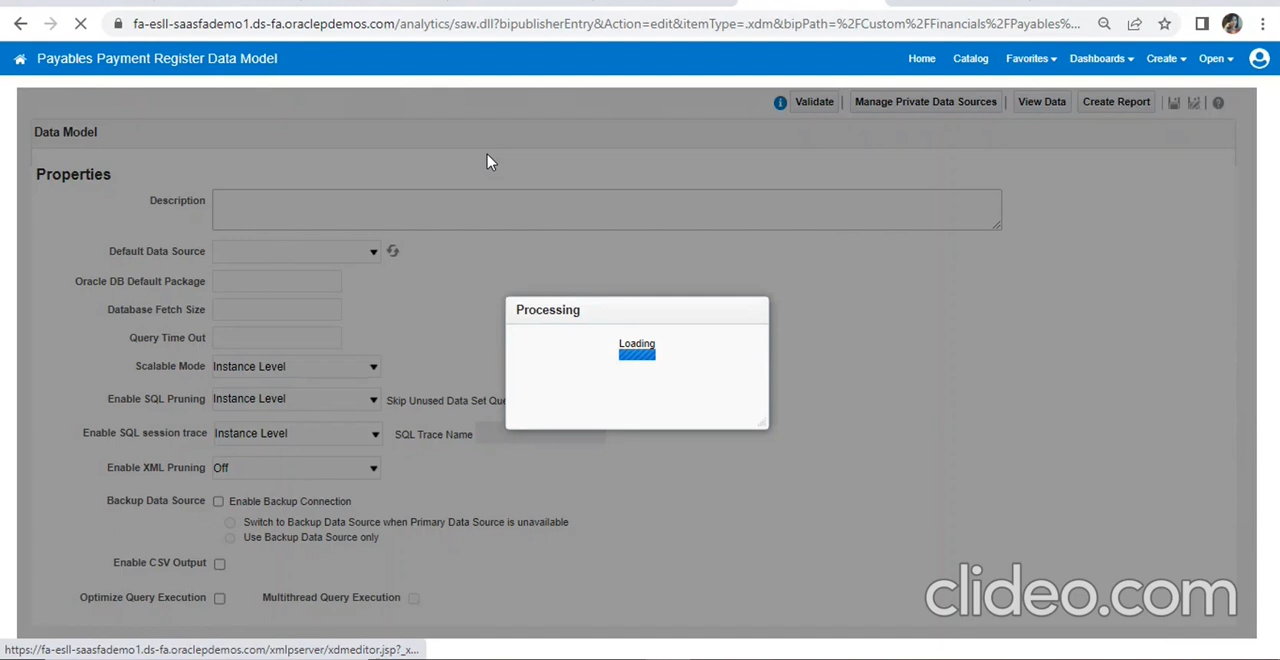 fa-esll-saasfademo1.ds-fa.oraclepdemos.com/analytics/saw.dll?bipublisherEntry&Action=edit&itemType=.xdm&bipPath=%2FCustom%2FFinancials%2FPayables%...
Payables Payment Register Data Model Home Catalog Favorites Dashboards Create Open
Validate Manage Private Data Sources View Data Create Report
Data Model
Properties
Description
Default Data Source
Oracle DB Default Package
Database Fetch Size
Query Time Out
Scalable Mode Instance Level
Enable SQL Pruning Instance Level Skip Unused Data Set Que
Enable SQL session trace Instance Level SQL Trace Name
Enable XML Pruning Off
Backup Data Source Enable Backup Connection
Switch to Backup Data Source when Primary Data Source is unavailable
Use Backup Data Source only
Enable CSV Output
Optimize Query Execution Multithread Query Execution
Processing
Loading
clideo.com
https://fa-esll-saasfademo1.ds-fa.oraclepdemos.com/xmlpserver/xdmeditor.jsp?_x...